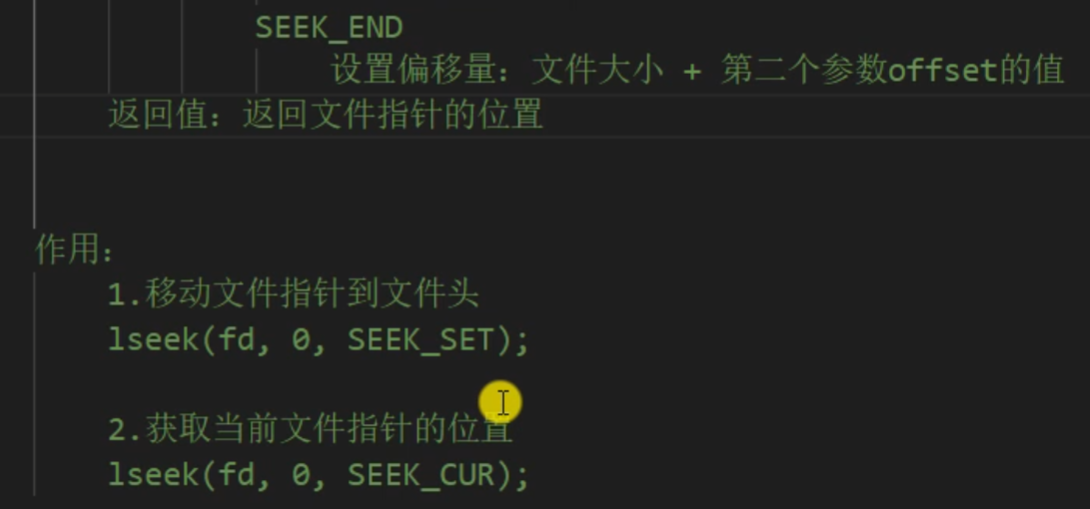 SEEK_END
设置偏移量：文件大小 + 第二个参数offset的值
返回值：返回文件指针的位置
作用：
1.移动文件指针到文件头
lseek(fd, 0, SEEK_SET);
2.获取当前文件指针的位置
lseek(fd, 0, SEEK_CUR);